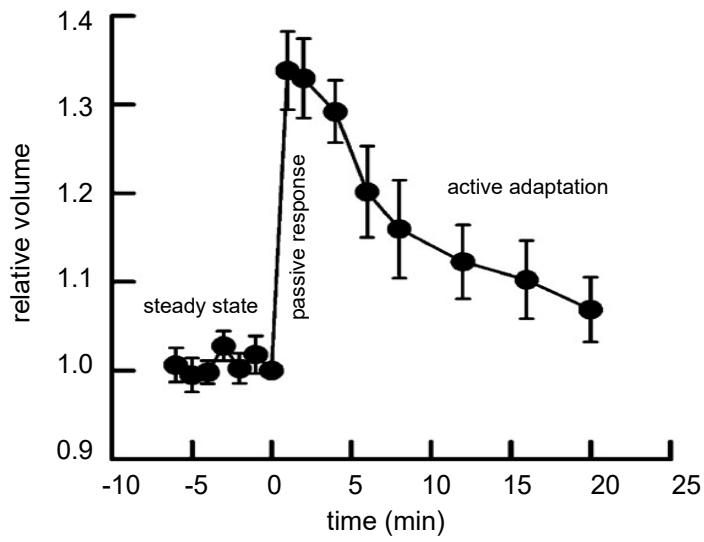 1.4
1.3
1.2
1.10
1.0
0.9
relative volume
steady state
passive response
active adaptation
-10 -5 0 5 10 15 20 25
time (min)